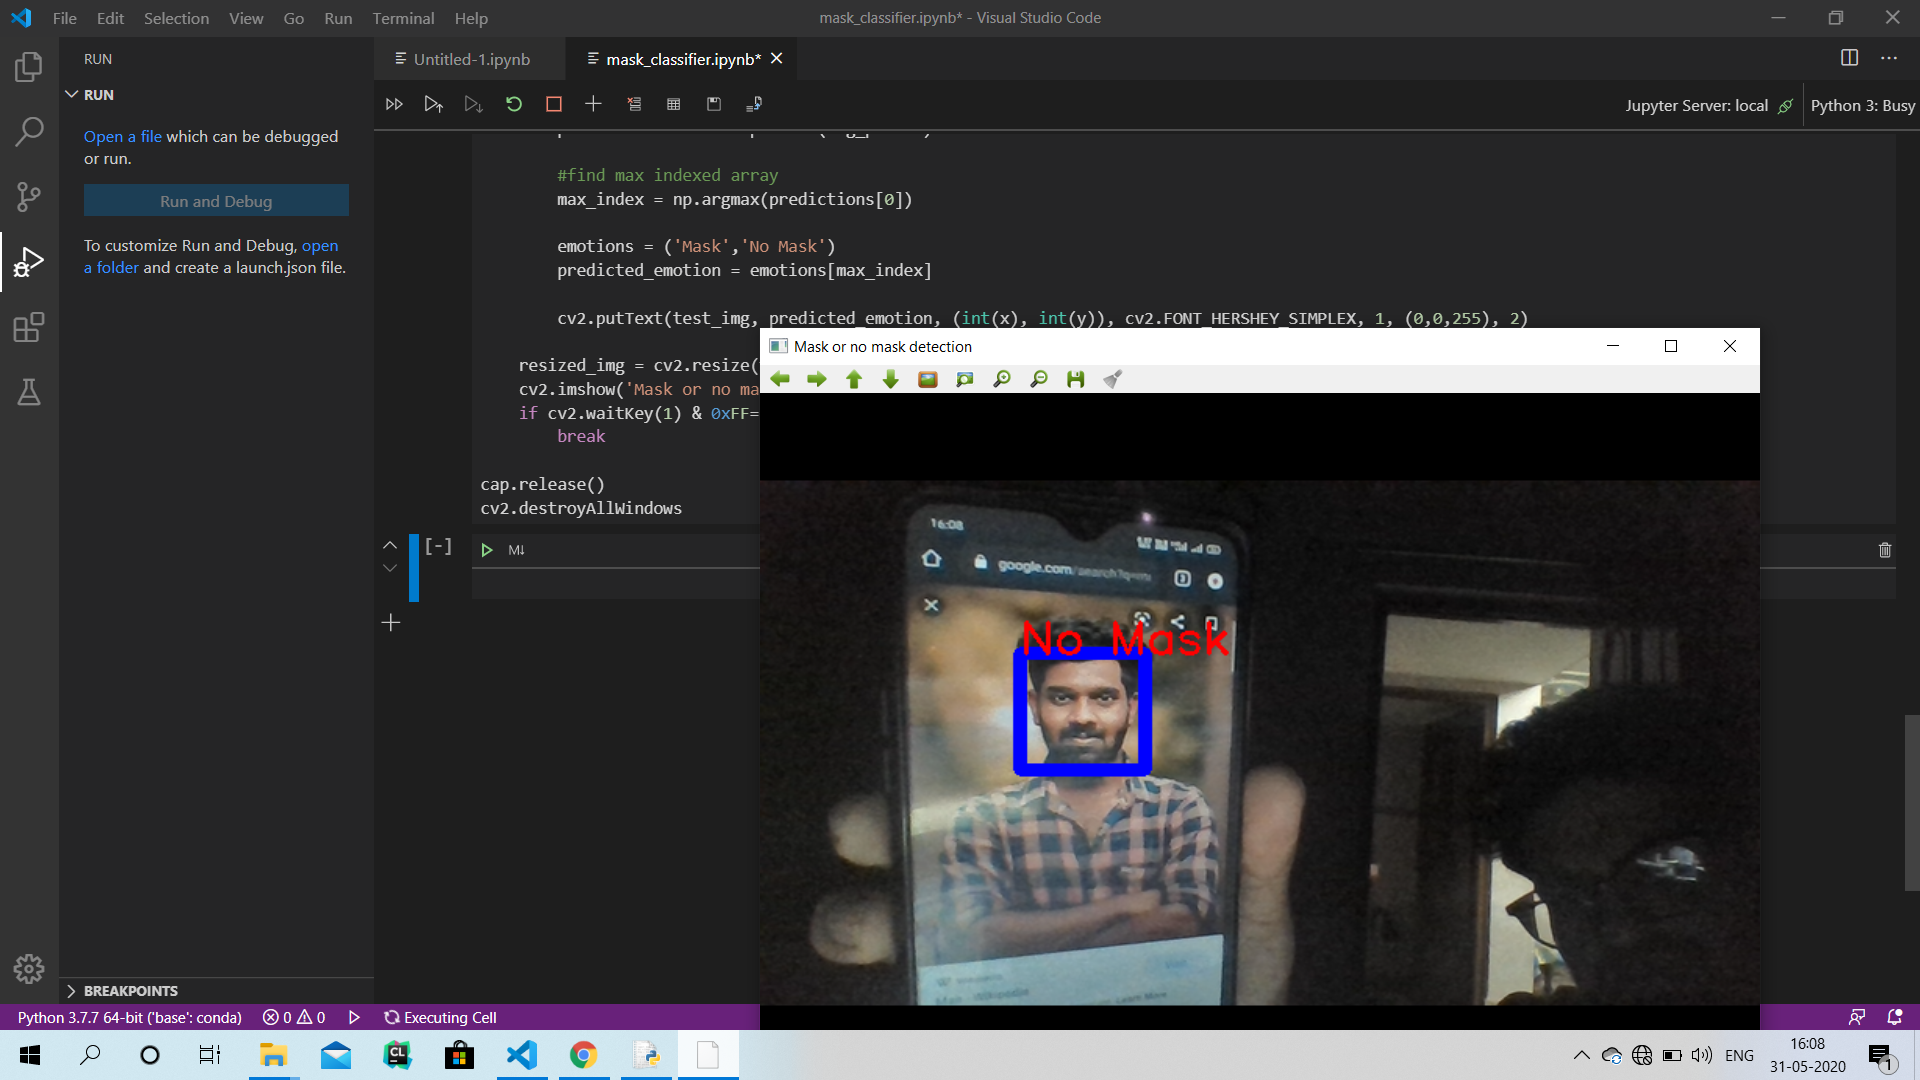 File Edit Selection View Go Run Terminal Help
mask_classifier.ipynb* - Visual Studio Code
RUN
RUN
Open a file which can be debugged
or run.
Run and Debug
To customize Run and Debug, open
a folder and create a launch.json file.
BREAKPOINTS
Untitled-1.ipynb
mask_classifier.ipynb*
Jupyter Server: local
Python 3: Busy
#find max indexed array
max_index = np.argmax(predictions[0])
emotions = ('Mask','No Mask')
predicted_emotion = emotions[max_index]
cv2.putText(test_img, predicted_emotion, (int(x), int(y)), cv2.FONT_HERSHEY_SIMPLEX, 1, (0,0,255), 2)
resized_img = cv2.resize(
cv2.imshow('Mask or no ma
if cv2.waitKey(1) & 0xFF=
break
cap.release()
cv2.destroyAllWindows
[-]
M↓
Mask or no mask detection
16:08
google.com/search?q=
No Mask
Python 3.7.7 64-bit ('base': conda) 0 0 Executing Cell
CL
ENG
16:08
31-05-2020
1